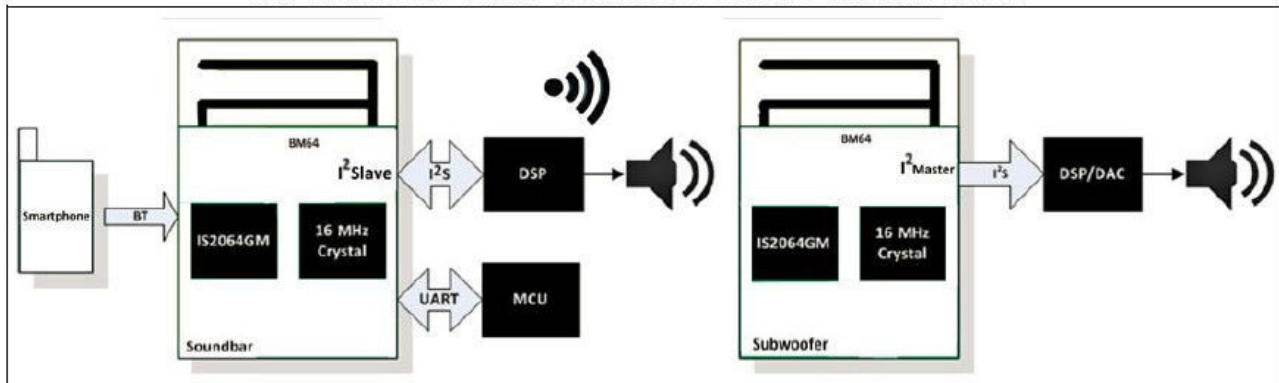 Smartphone
BT
BM64
I²Slave
IS2064GM
16 MHz
Crystal
Soundbar
I²S
DSP
UART
MCU
BM64
I²Master
IS2064GM
16 MHz
Crystal
Subwoofer
I²S
DSP/DAC